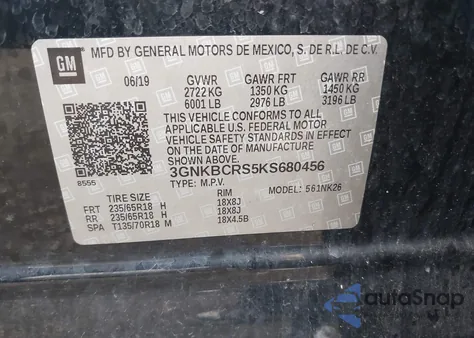 GM
MFD BY GENERAL MOTORS DE MEXICO, S. DE R.L. DE C.V.
06/19 GVWR GAWR FRT GAWR RR
2722 KG 1350 KG 1450 KG
6001 LB 2976 LB 3196 LB
THIS VEHICLE CONFORMS TO ALL
APPLICABLE U.S. FEDERAL MOTOR
VEHICLE SAFETY STANDARDS IN EFFECT
ON THE DATE OF MANUFACTURE
SHOWN ABOVE.
3GNKBCRS5KS680456
8555 TYPE: M.P.V. MODEL: 561NK26
TIRE SIZE RIM
FRT 235/65R18 H 18X8J
RR 235/65R18 H 18X8J
SPA T135/70R18 M 18X4.5B
autoSnap